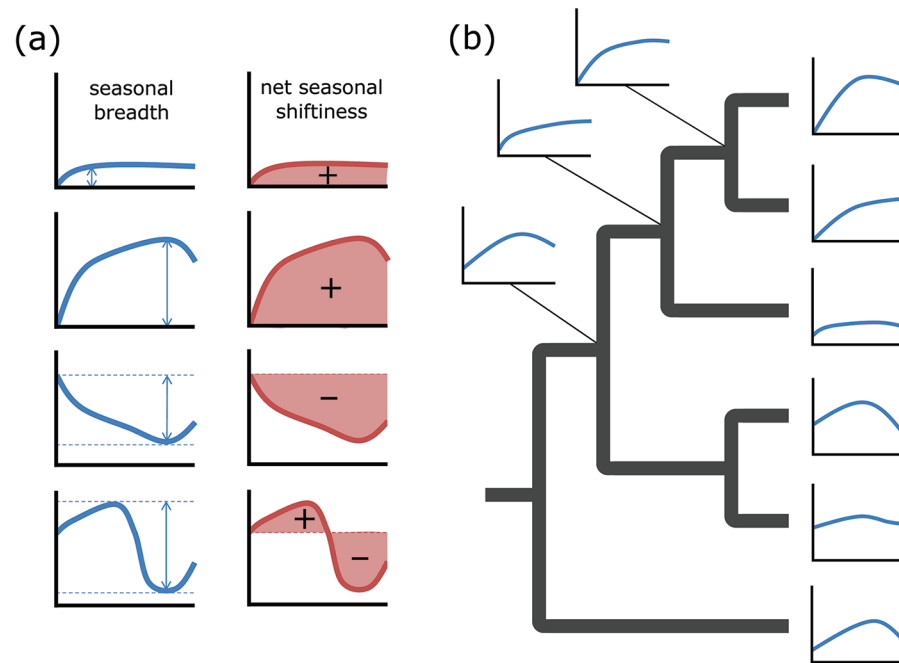 (a)
seasonal
breadth
net seasonal
shiftiness
+
+
−
+
−
(b)